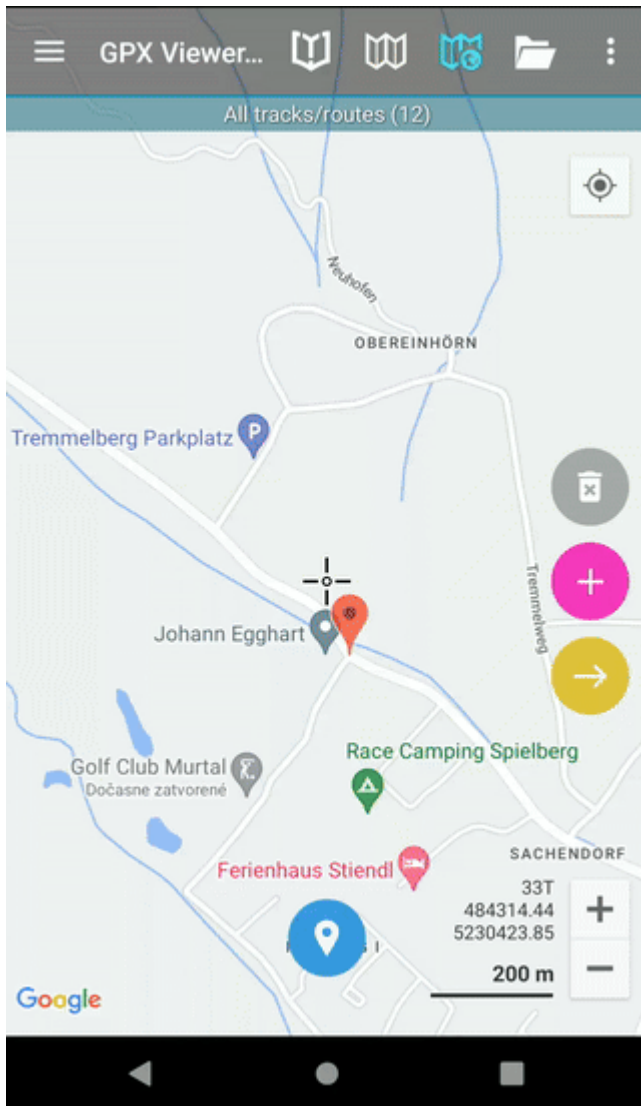 GPX Viewer...
All tracks/routes (12)
Neuhofen
OBEREINHÖRN
Tremmelberg Parkplatz
P
Tremmelweg
Johann Egghart
Race Camping Spielberg
Golf Club Murtal
Dočasne zatvorené
SACHENDORF
Ferienhaus Stiendl
33T
484314.44
5230423.85
200 m
Google